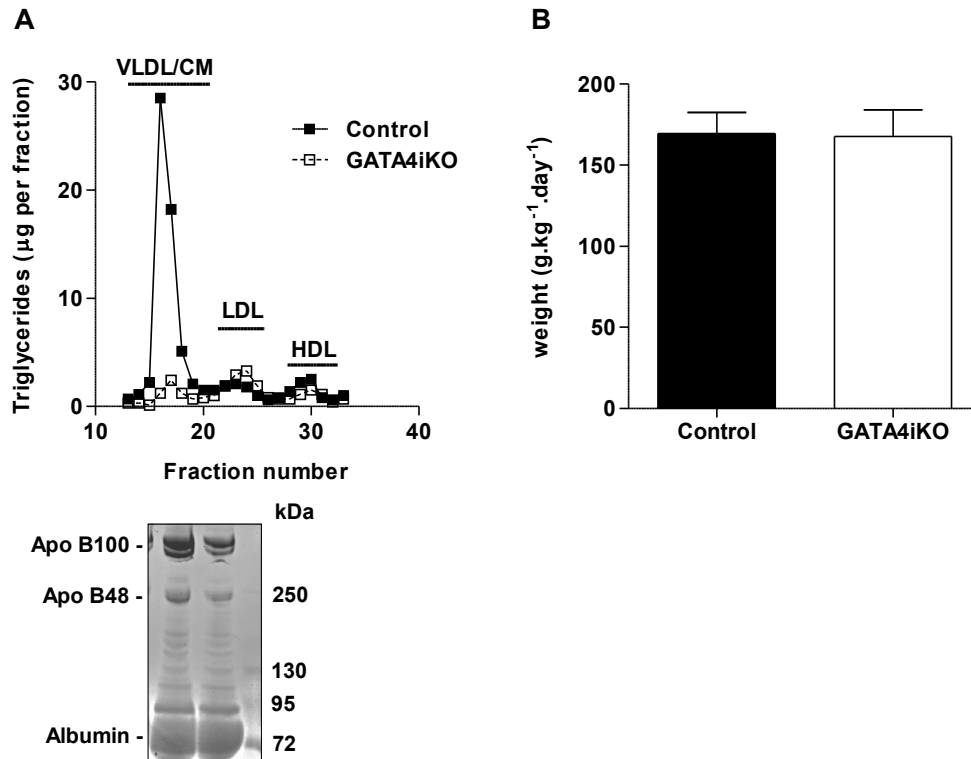 A
VLDL/CM
Triglycerides (µg per fraction)
30
20
10
0
Control
GATA4iKO
LDL
HDL
10 20 30 40
Fraction number
kDa
Apo B100 -
Apo B48 - 250
130
95
Albumin - 72
B
weight (g.kg⁻¹.day⁻¹)
200
150
100
50
0
Control GATA4iKO